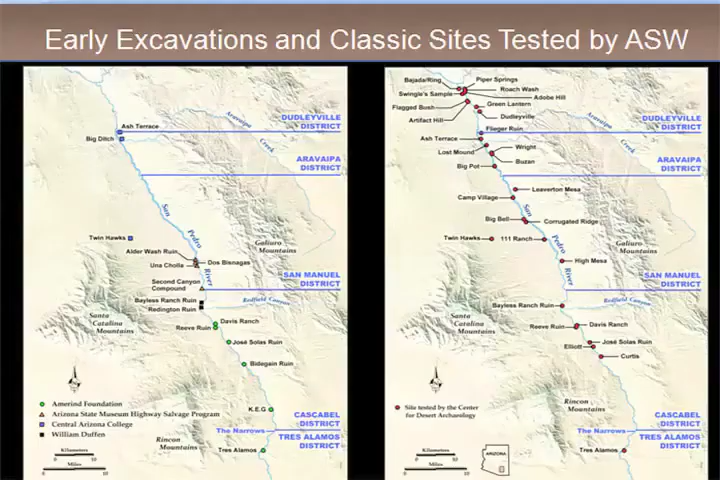 Early Excavations and Classic Sites Tested by ASW
Ash Terrace
Big Ditch
Aravaipa
Creek
DUDLEYVILLE
DISTRICT
ARAVAIPA
DISTRICT
San
Pedro
River
Twin Hawks
Alder Wash Ruin
Una Cholla
Dos Bisnagas
Galiuro
Mountains
Second Canyon
Compound
SAN MANUEL
DISTRICT
Bayless Ranch Ruin
Redington Ruin
Redfield Canyon
Santa
Catalina
Mountains
Davis Ranch
Reeve Ruin
José Solas Ruin
Bidegain Ruin
K.E.G
Amerind Foundation
Arizona State Museum Highway Salvage Program
Central Arizona College
William Duffen
CASCABEL
DISTRICT
The Narrows
TRES ALAMOS
DISTRICT
Rincon
Mountains
Tres Alamos
Kilometers
0 10
Miles
0 10
Bajada/Ring
Piper Springs
Swingle's Sample
Roach Wash
Adobe Hill
Flagged Bush
Green Lantern
Artifact Hill
Dudleyville
Aravaipa
Creek
DUDLEYVILLE
DISTRICT
Flieger Ruin
Ash Terrace
Lost Mound
Wright
Buzan
Big Pot
ARAVAIPA
DISTRICT
Leaverton Mesa
Camp Village
San
Pedro
River
Big Bell
Corrugated Ridge
Twin Hawks
111 Ranch
Galiuro
Mountains
High Mesa
SAN MANUEL
DISTRICT
Bayless Ranch Ruin
Redfield Canyon
Santa
Catalina
Mountains
Reeve Ruin
Davis Ranch
José Solas Ruin
Elliott
Curtis
Rincon
Mountains
Site tested by the Center
for Desert Archaeology
CASCABEL
DISTRICT
The Narrows
TRES ALAMOS
DISTRICT
Tres Alamos
Kilometers
0 10
Miles
0 10
ARIZONA